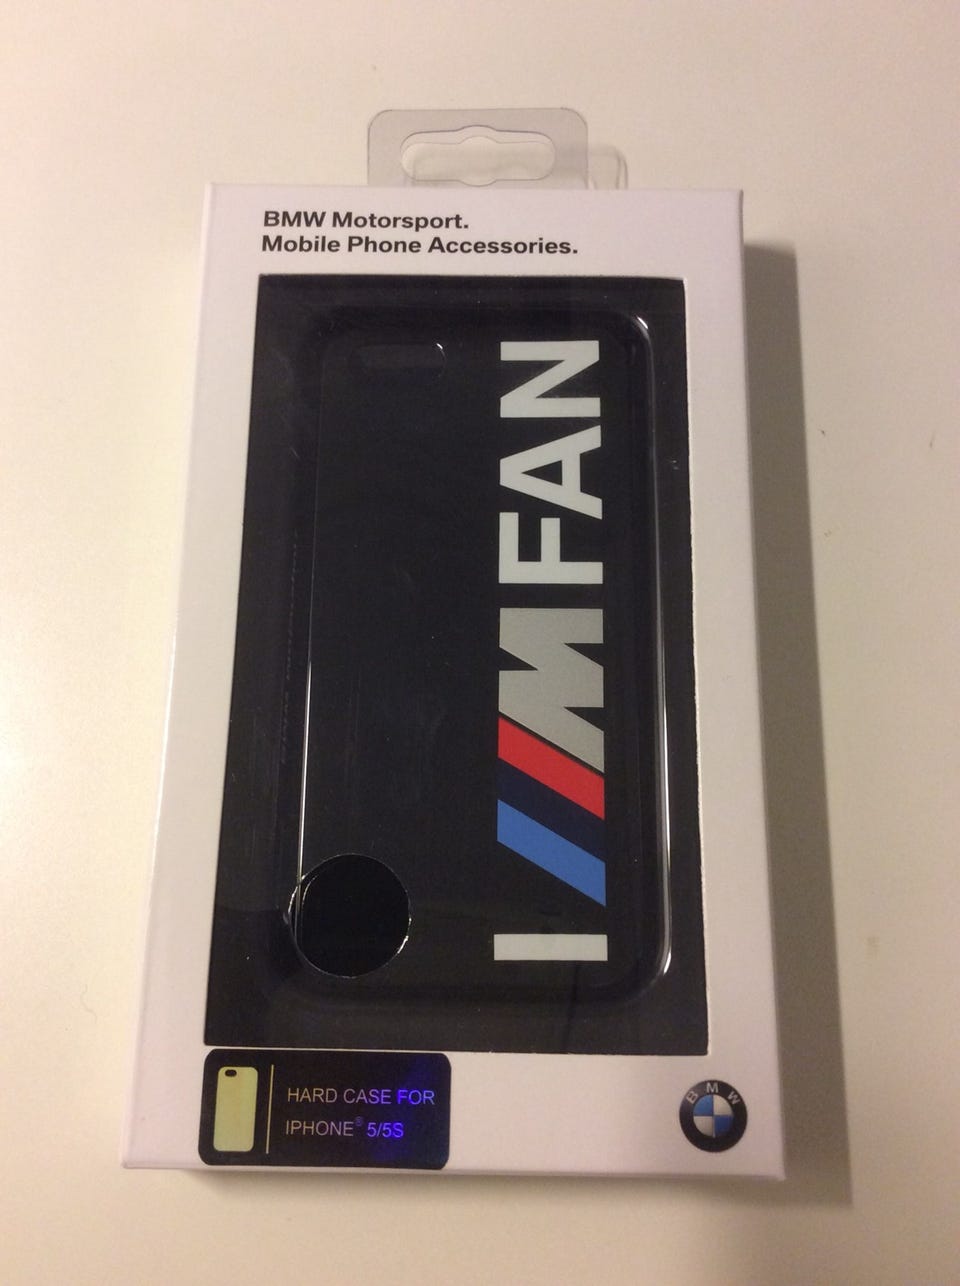 BMW Motorsport.
Mobile Phone Accessories.
I M FAN
HARD CASE FOR
IPHONE® 5/5S
BMW